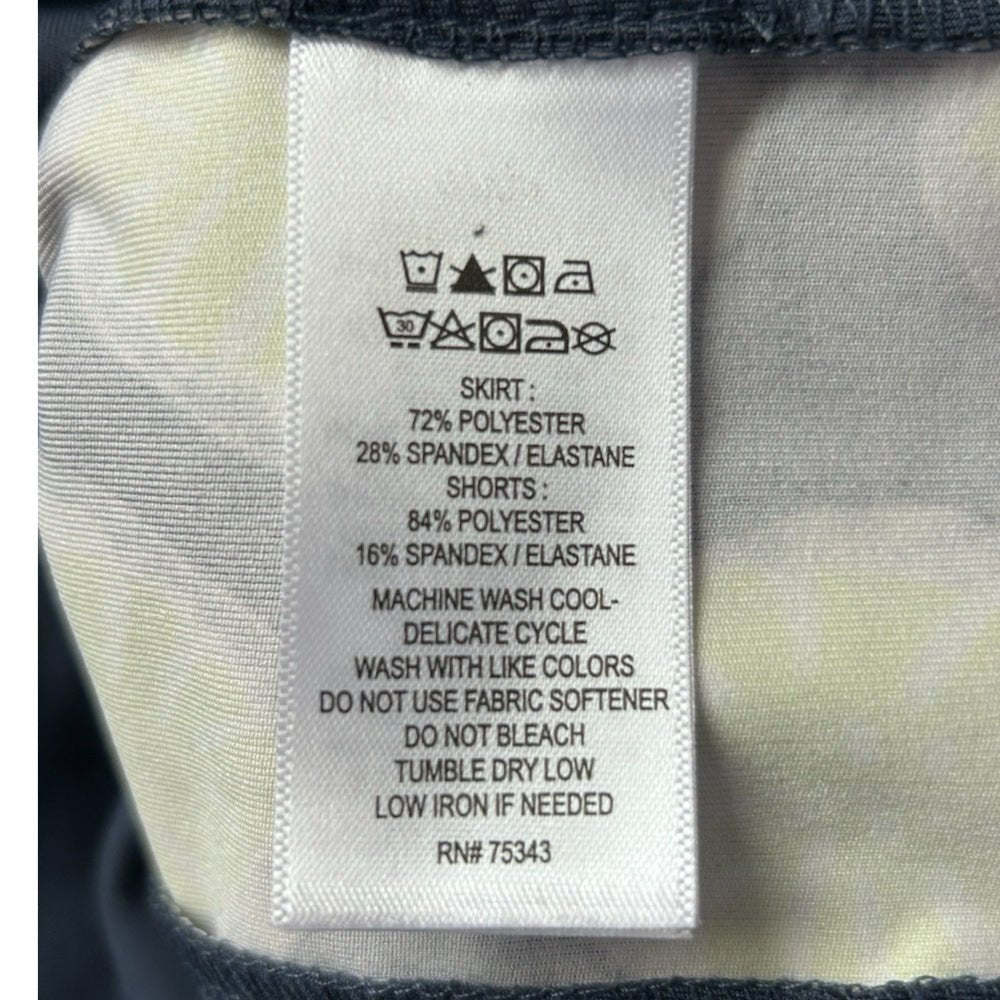 30
SKIRT :
72% POLYESTER
28% SPANDEX / ELASTANE
SHORTS :
84% POLYESTER
16% SPANDEX / ELASTANE
MACHINE WASH COOL-
DELICATE CYCLE
WASH WITH LIKE COLORS
DO NOT USE FABRIC SOFTENER
DO NOT BLEACH
TUMBLE DRY LOW
LOW IRON IF NEEDED
RN# 75343